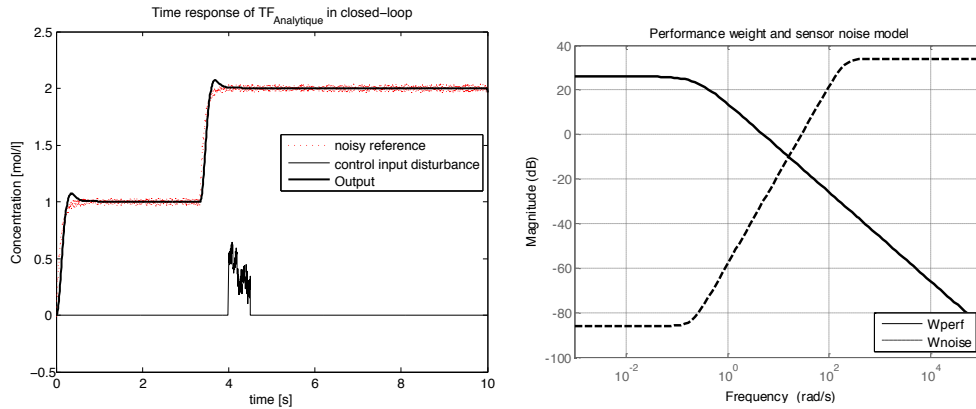 Time response of TF_Analytique in closed−loop
2.5
2
1.5
1
0.5
0
−0.5
Concentration [mol/l]
noisy reference
control input disturbance
Output
0 2 4 6 8 10
time [s]
Performance weight and sensor noise model
40
20
0
-20
-40
-60
-80
-100
Magnitude (dB)
Wperf
Wnoise
10^-2 10^0 10^2 10^4
Frequency (rad/s)